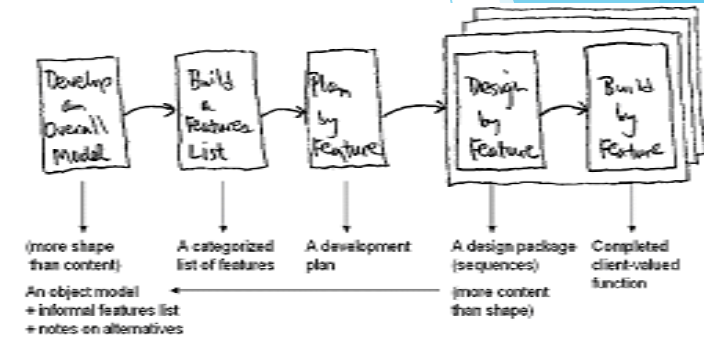 Develop
an
Overall
Model
Build
a
Features
List
Plan
by
Feature
Design
by
Feature
Build
by
Feature
(more shape
than content)
An object model
+ informal features list
+ notes on alternatives
A categorized
list of features
A development
plan
A design package
(sequences)
(more content
than shape)
Completed
client-valued
function